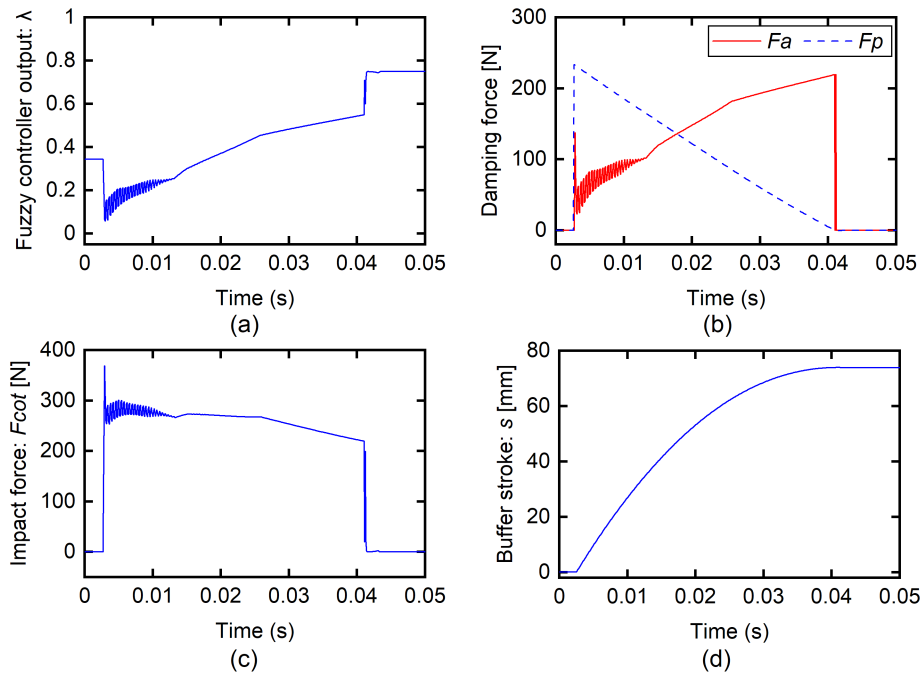 Fuzzy controller output: λ
1
0.8
0.6
0.4
0.2
0
0 0.01 0.02 0.03 0.04 0.05
Time (s)
(a)
Damping force [N]
300
200
100
0
Fa Fp
0 0.01 0.02 0.03 0.04 0.05
Time (s)
(b)
Impact force: Fcot [N]
400
300
200
100
0
0 0.01 0.02 0.03 0.04 0.05
Time (s)
(c)
Buffer stroke: s [mm]
80
60
40
20
0
0 0.01 0.02 0.03 0.04 0.05
Time (s)
(d)